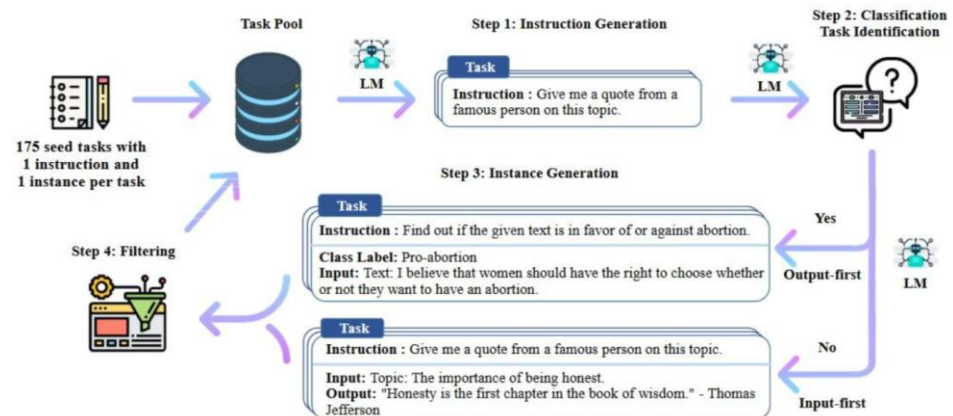 Task Pool
Step 1: Instruction Generation
Step 2: Classification
Task Identification
LM
Task
Instruction : Give me a quote from a
famous person on this topic.
LM
175 seed tasks with
1 instruction and
1 instance per task
Step 3: Instance Generation
Task
Instruction : Find out if the given text is in favor of or against abortion.
Class Label: Pro-abortion
Input: Text: I believe that women should have the right to choose whether
or not they want to have an abortion.
Yes
Output-first
LM
Step 4: Filtering
Task
Instruction : Give me a quote from a famous person on this topic.
Input: Topic: The importance of being honest.
Output: "Honesty is the first chapter in the book of wisdom." - Thomas
Jefferson
No
Input-first